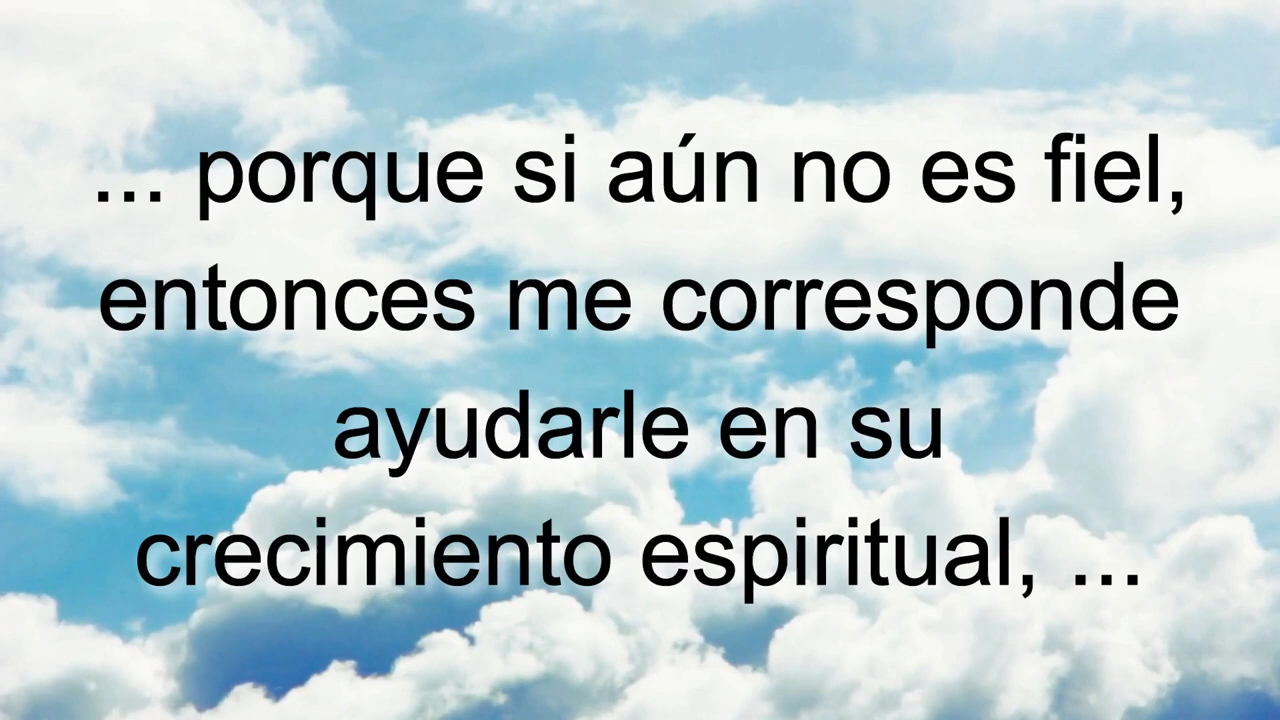 ... porque si aún no es fiel,
entonces me corresponde
ayudarle en su
crecimiento espiritual, ...